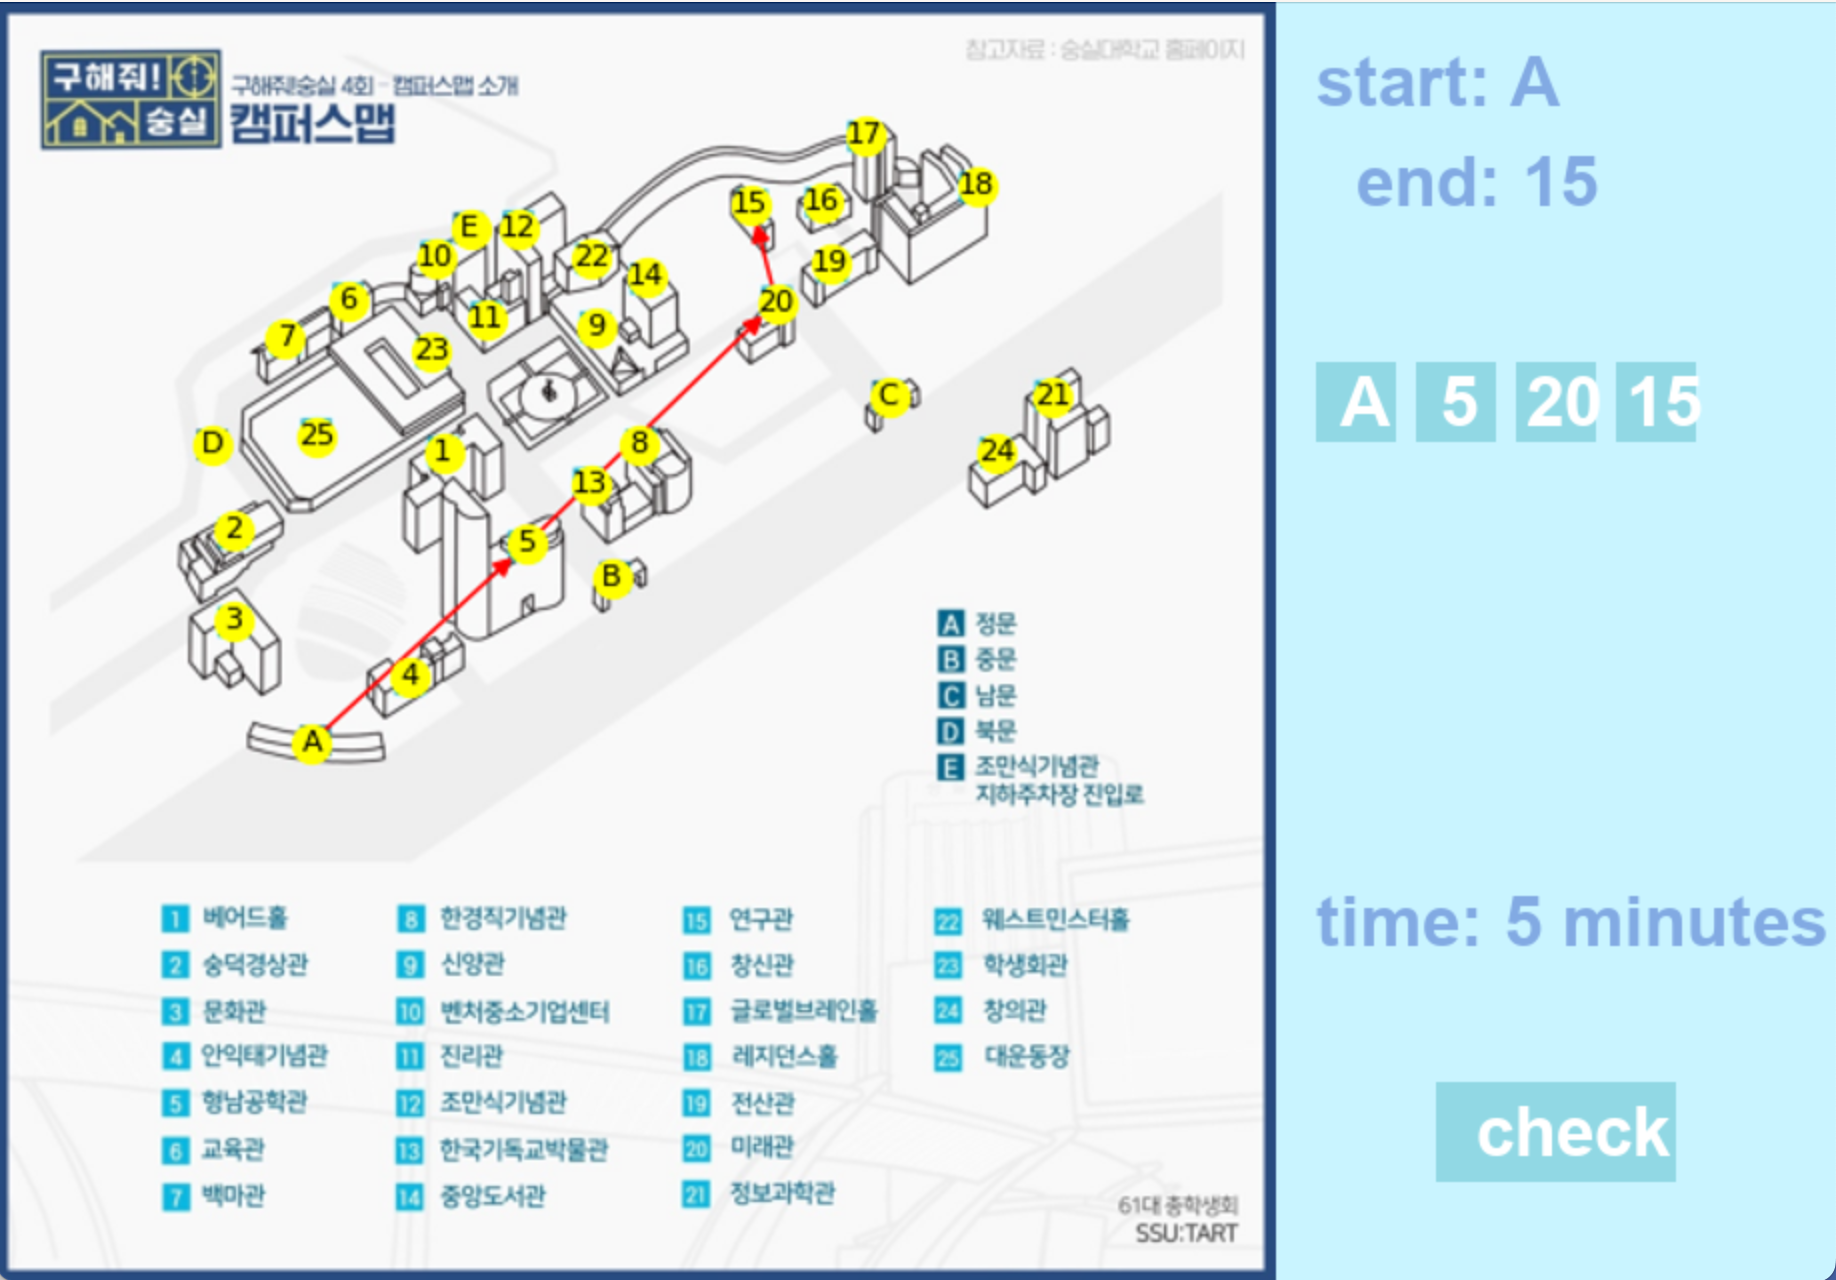 참고자료 : 숭실대학교 홈페이지
구해줘!
숭실
구해줘!숭실 4회 - 캠퍼스맵 소개
캠퍼스맵
17
18
15
16
E
12
22
10
14
19
6
20
11
9
7
23
C
21
D
25
1
8
24
13
2
5
B
3
4
A
A 정문
B 중문
C 남문
D 북문
E 조만식기념관
지하주차장 진입로
1 베어드홀
2 숭덕경상관
3 문화관
4 안익태기념관
5 형남공학관
6 교육관
7 백마관
8 한경직기념관
9 신양관
10 벤처중소기업센터
11 진리관
12 조만식기념관
13 한국기독교박물관
14 중앙도서관
15 연구관
16 창신관
17 글로벌브레인홀
18 레지던스홀
19 전산관
20 미래관
21 정보과학관
22 웨스트민스터홀
23 학생회관
24 창의관
25 대운동장
61대 총학생회
SSU:TART
start: A
end: 15
A 5 20 15
time: 5 minutes
check